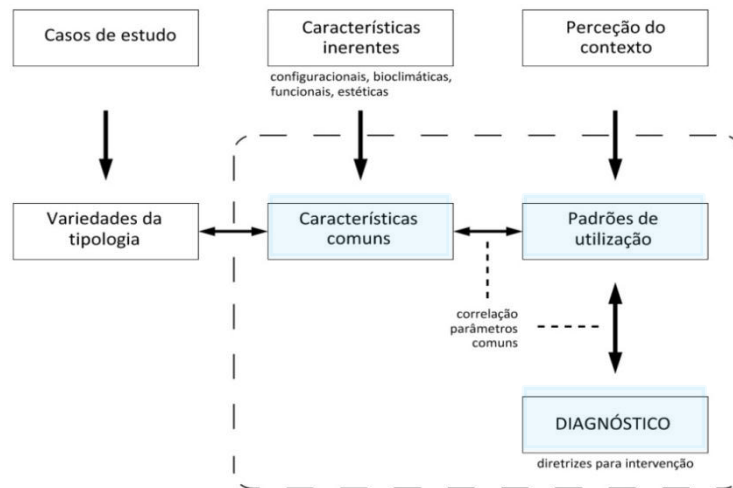 Casos de estudo
Características
inerentes
configuracionais, bioclimáticas,
funcionais, estéticas
Perceção do
contexto
Variedades da
tipologia
Características
comuns
Padrões de
utilização
correlação
parâmetros
comuns
DIAGNÓSTICO
diretrizes para intervenção